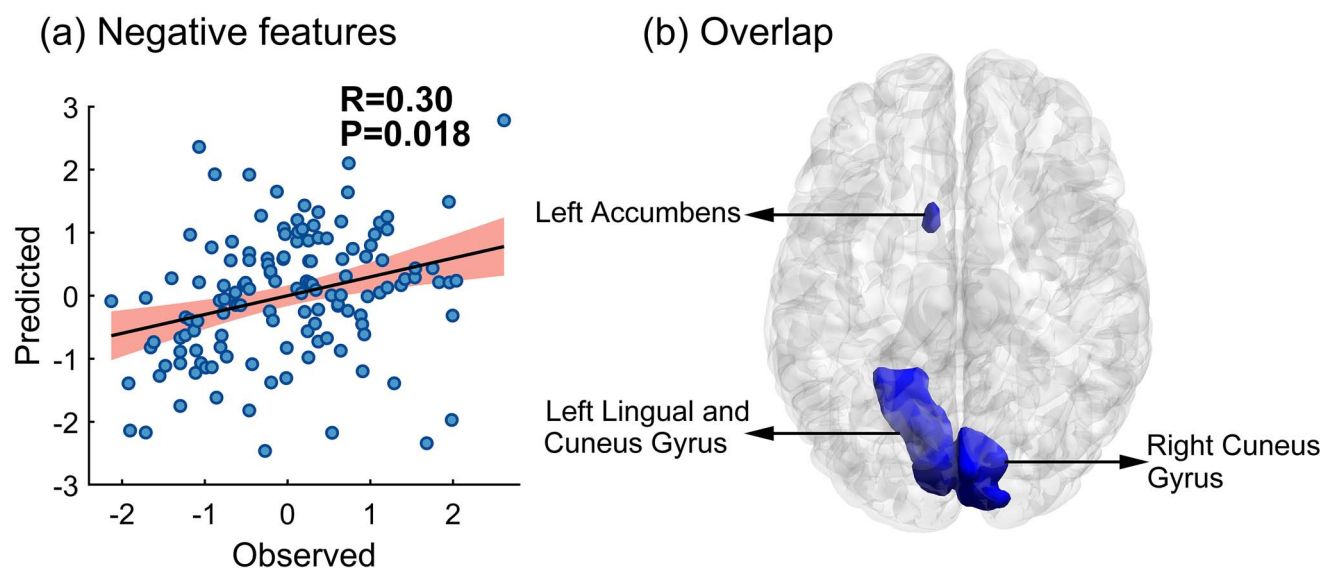 (a) Negative features
R=0.30
P=0.018
3
2
1
0
-1
-2
-3
Predicted
-2 -1 0 1 2
Observed
(b) Overlap
Left Accumbens
Left Lingual and
Cuneus Gyrus
Right Cuneus
Gyrus